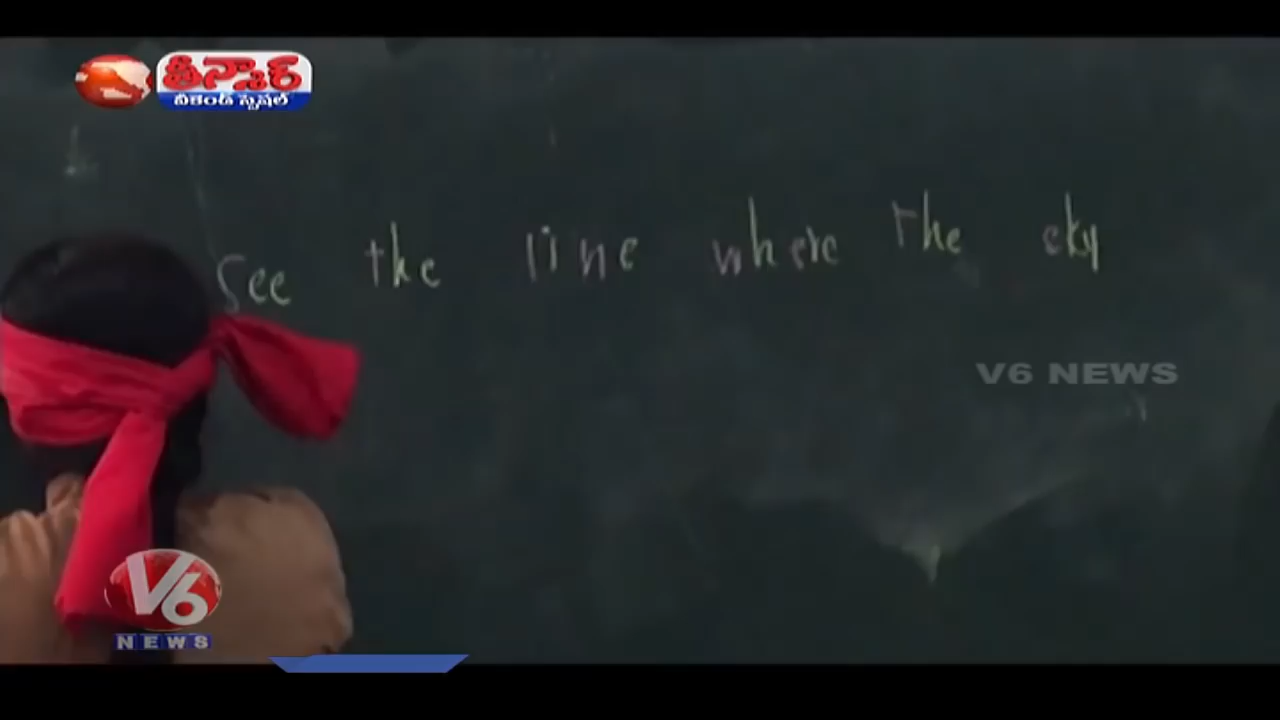 తీన్మార్
వీకెండ్ స్పెషల్
see the line where the sky
V6 NEWS
V6
NEWS